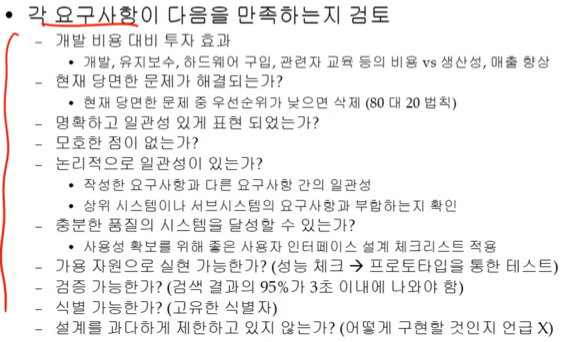 • 각 요구사항이 다음을 만족하는지 검토
– 개발 비용 대비 투자 효과
• 개발, 유지보수, 하드웨어 구입, 관련자 교육 등의 비용 vs 생산성, 매출 향상
– 현재 당면한 문제가 해결되는가?
• 현재 당면한 문제 중 우선순위가 낮으면 삭제 (80 대 20 법칙)
– 명확하고 일관성 있게 표현 되었는가?
– 모호한 점이 없는가?
– 논리적으로 일관성이 있는가?
• 작성한 요구사항과 다른 요구사항 간의 일관성
• 상위 시스템이나 서브시스템의 요구사항과 부합하는지 확인
– 충분한 품질의 시스템을 달성할 수 있는가?
• 사용성 확보를 위해 좋은 사용자 인터페이스 설계 체크리스트 적용
– 가용 자원으로 실현 가능한가? (성능 체크 → 프로토타입을 통한 테스트)
– 검증 가능한가? (검색 결과의 95%가 3초 이내에 나와야 함)
– 식별 가능한가? (고유한 식별자)
– 설계를 과다하게 제한하고 있지 않는가? (어떻게 구현할 것인지 언급 X)